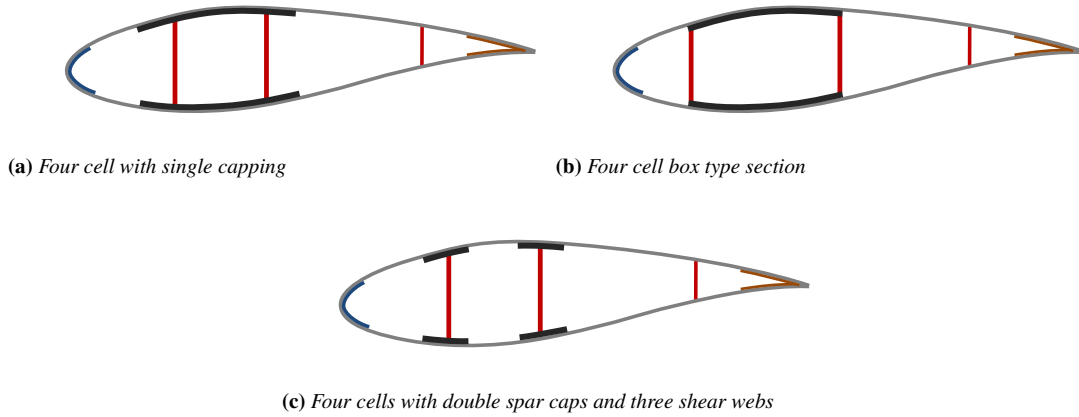 (a) Four cell with single capping
(b) Four cell box type section
(c) Four cells with double spar caps and three shear webs